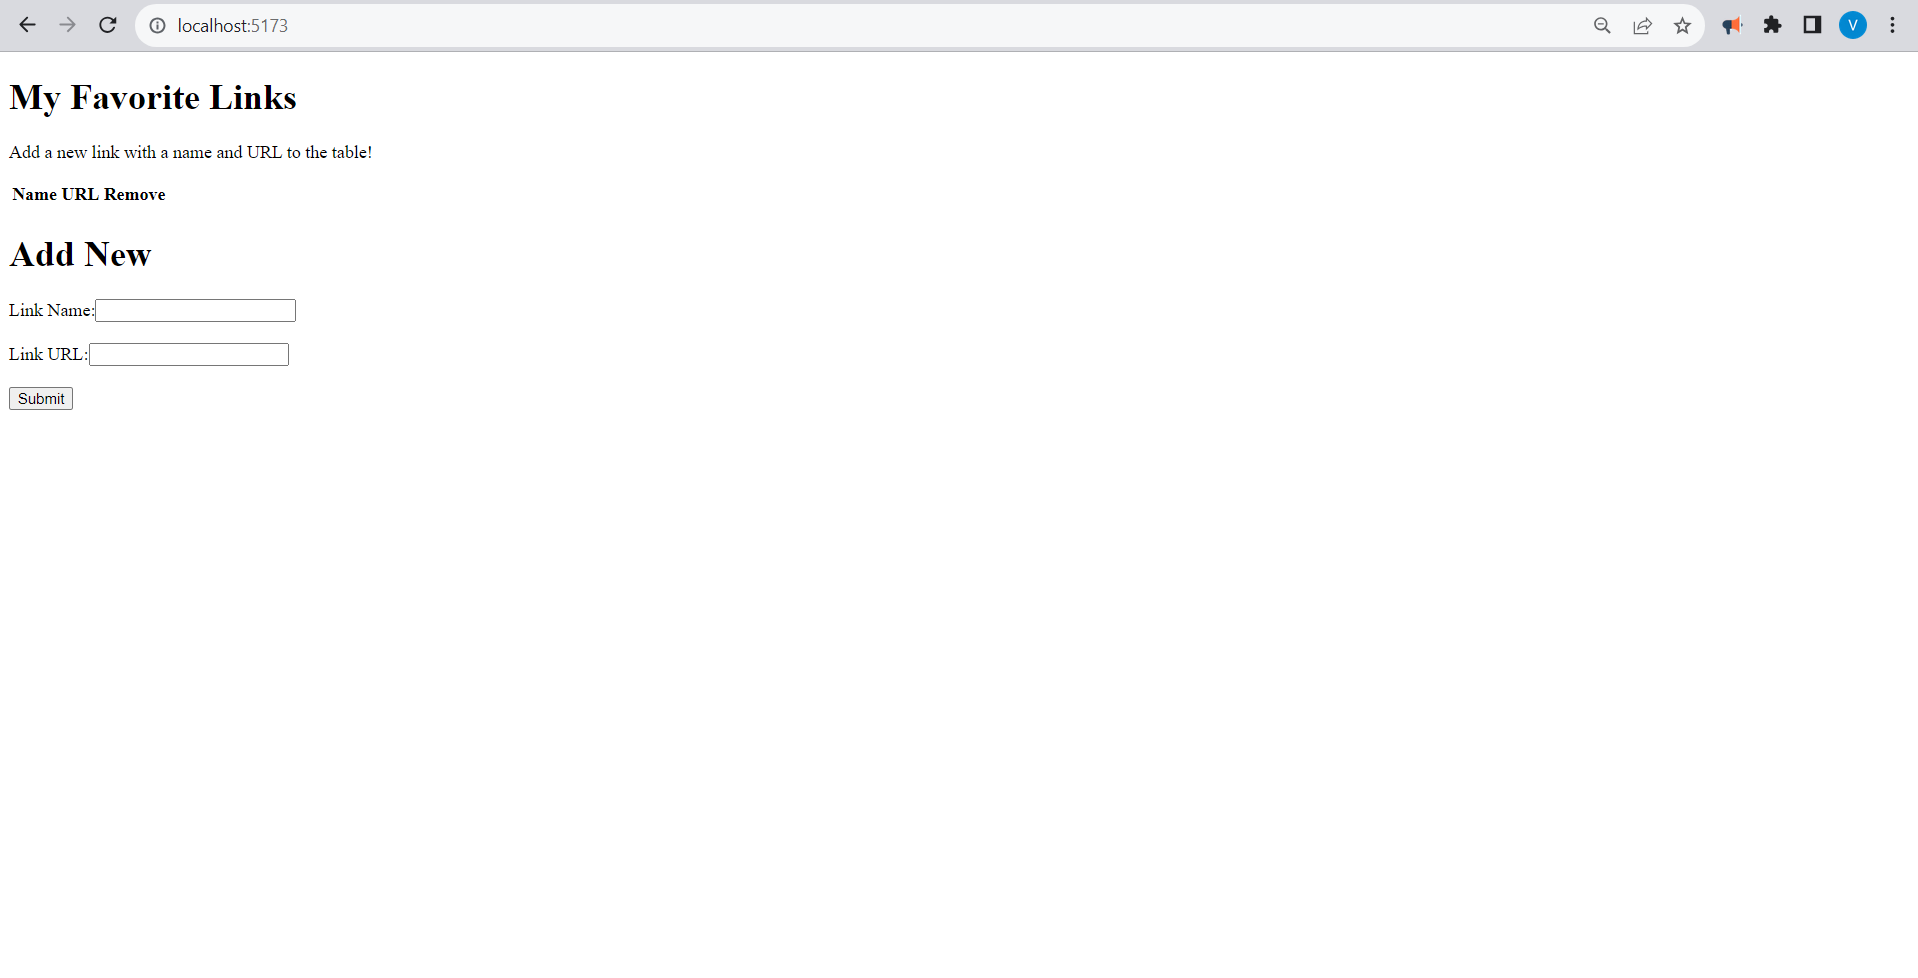 localhost:5173
V
My Favorite Links
Add a new link with a name and URL to the table!
Name URL Remove
Add New
Link Name:
Link URL:
Submit